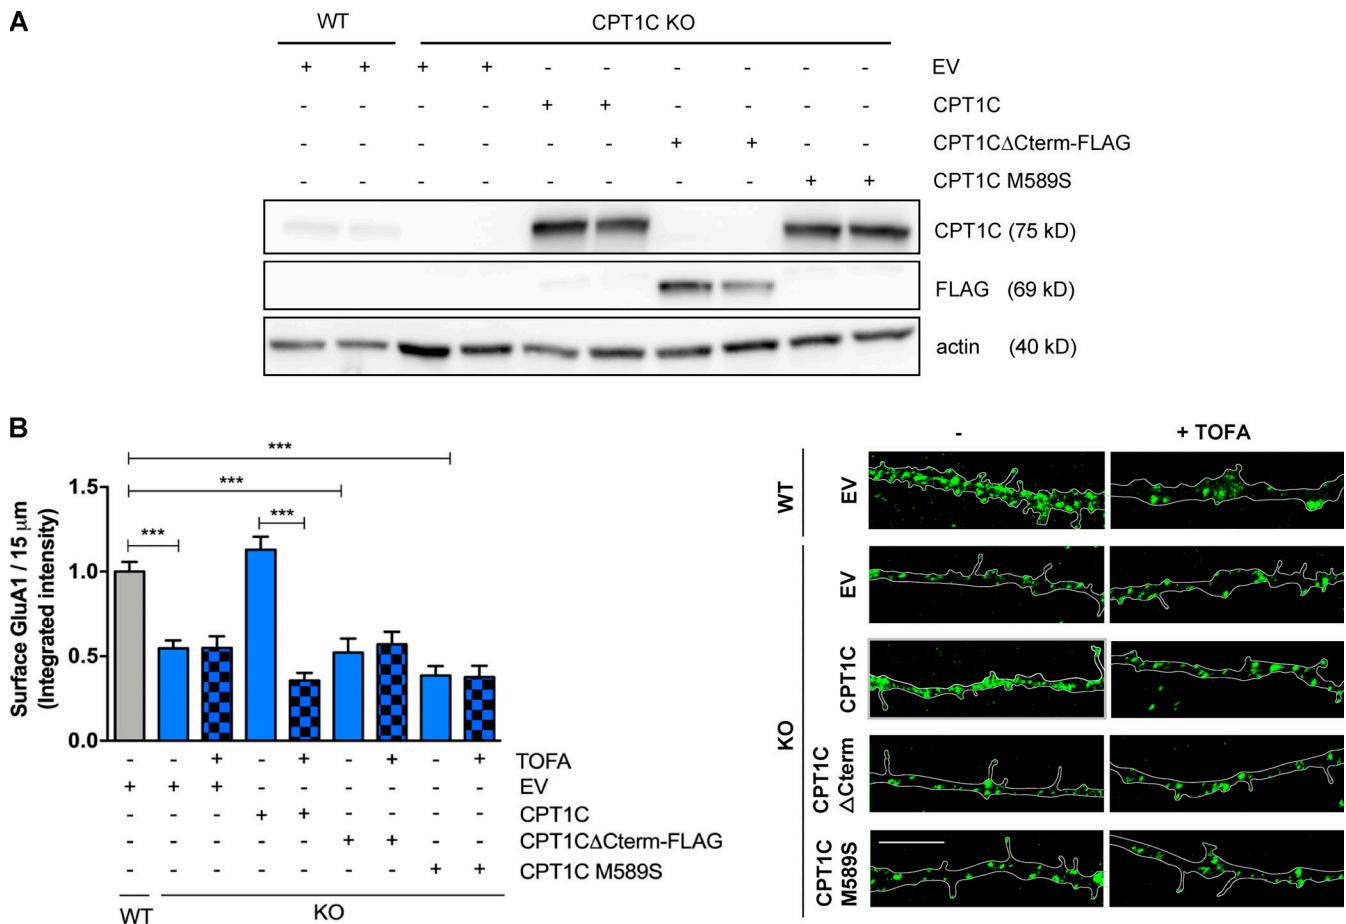 A
WT CPT1C KO
+ + + + - - - - - - EV
- - - - + + - - - - CPT1C
- - - - - - + + - - CPT1CΔCterm-FLAG
- - - - - - - - + + CPT1C M589S
CPT1C (75 kD)
FLAG (69 kD)
actin (40 kD)
B
Surface GluA1 / 15 µm
(Integrated intensity)
***
***
*** ***
1.5
1.0
0.5
0.0
- - + - + - + - + TOFA
+ + + - - - - - - EV
- - - + + - - - - CPT1C
- - - - - + + - - CPT1CΔCterm-FLAG
- - - - - - - + + CPT1C M589S
WT KO
- + TOFA
WT
EV
KO
EV
CPT1C
CPT1C
△Cterm
CPT1C
M589S